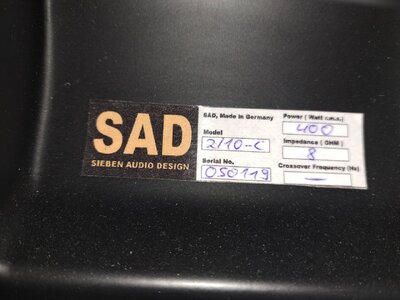 SAD
SIEBEN AUDIO DESIGN
SAD, Made in Germany
Model
2/10-C
Serial No.
050119
Power ( Watt r.m.s.)
400
Impedance ( OHM )
8
Crossover Frequency (Hz)
—